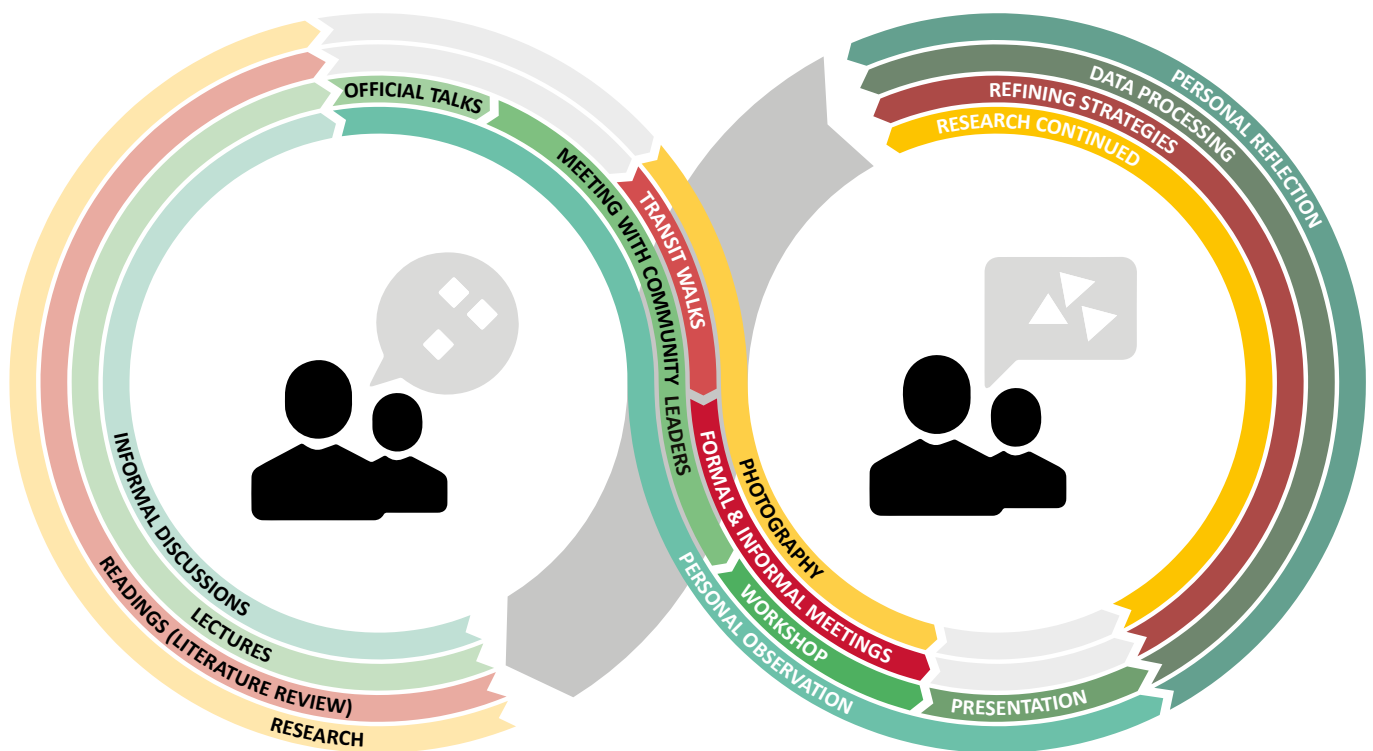 OFFICIAL TALKS
MEETING WITH COMMUNITY LEADERS
TRANSIT WALKS
INFORMAL DISCUSSIONS
LECTURES
READINGS (LITERATURE REVIEW)
RESEARCH
FORMAL & INFORMAL MEETINGS
PHOTOGRAPHY
WORKSHOP
PERSONAL OBSERVATION
PRESENTATION
PERSONAL REFLECTION
DATA PROCESSING
REFINING STRATEGIES
RESEARCH CONTINUED